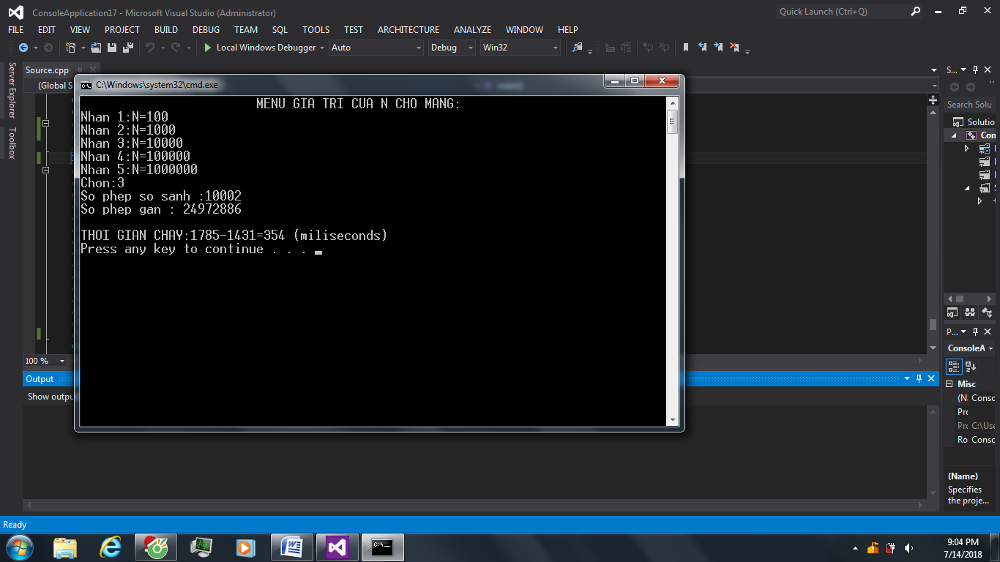 ConsoleApplication17 - Microsoft Visual Studio (Administrator)
Quick Launch (Ctrl+Q)
FILE EDIT VIEW PROJECT BUILD DEBUG TEAM SQL TOOLS TEST ARCHITECTURE ANALYZE WINDOW HELP
Local Windows Debugger Auto Debug Win32
Server Explorer
Toolbox
Source.cpp
(Global S
C:\Windows\system32\cmd.exe
MENU GIA TRI CUA N CHO MANG:
Nhan 1:N=100
Nhan 2:N=1000
Nhan 3:N=10000
Nhan 4:N=100000
Nhan 5:N=1000000
Chon:3
So phep so sanh :10002
So phep gan : 24972886
THOI GIAN CHAY:1785-1431=354 (miliseconds)
Press any key to continue . . .
100 %
Output
Show outpu
S...
Search Solu
Solutio
Con
P...
ConsoleA
Misc
(N Consc
Prc
Prc C:\Use
Ro Consc
(Name)
Specifies
the proje...
Ready
9:04 PM
7/14/2018